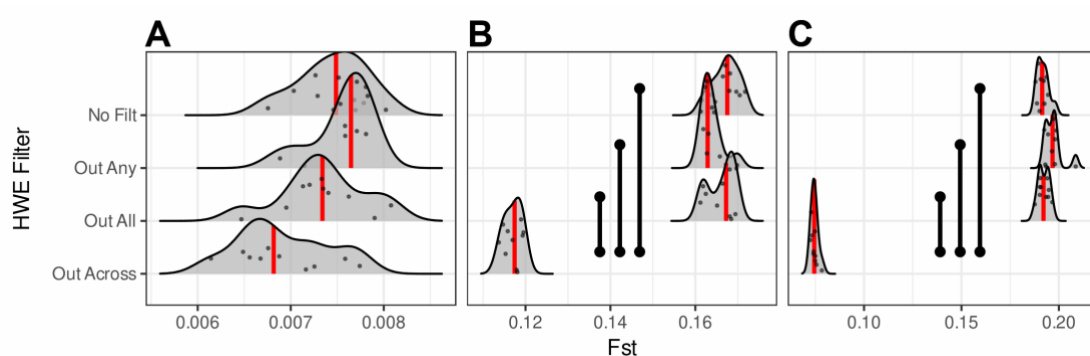 A B C
HWE Filter
No Filt
Out Any
Out All
Out Across
0.006 0.007 0.008 0.12 0.14 0.16 0.10 0.15 0.20
Fst